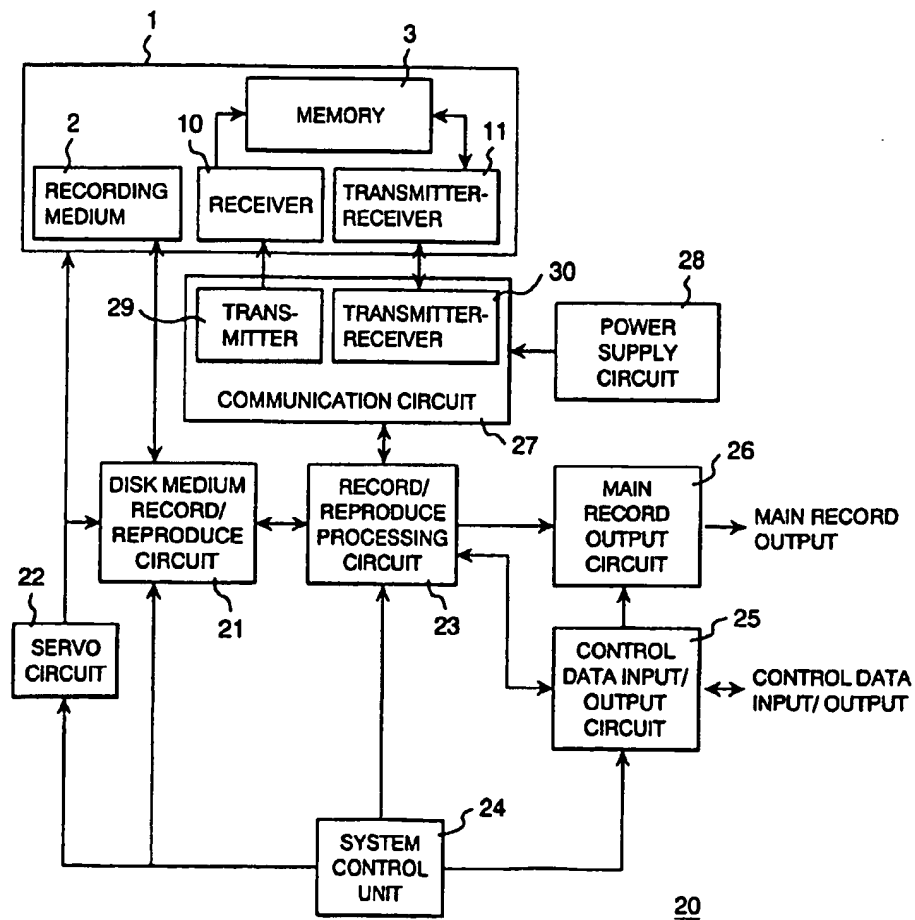 1
3
MEMORY
2
10
11
RECORDING
MEDIUM
RECEIVER
TRANSMITTER-
RECEIVER
30
28
29
TRANS-
MITTER
TRANSMITTER-
RECEIVER
POWER
SUPPLY
CIRCUIT
COMMUNICATION CIRCUIT
27
26
DISK MEDIUM
RECORD/
REPRODUCE
CIRCUIT
RECORD/
REPRODUCE
PROCESSING
CIRCUIT
MAIN
RECORD
OUTPUT
CIRCUIT
MAIN RECORD
OUTPUT
22
21
23
25
SERVO
CIRCUIT
CONTROL
DATA INPUT/
OUTPUT
CIRCUIT
CONTROL DATA
INPUT/ OUTPUT
24
SYSTEM
CONTROL
UNIT
20